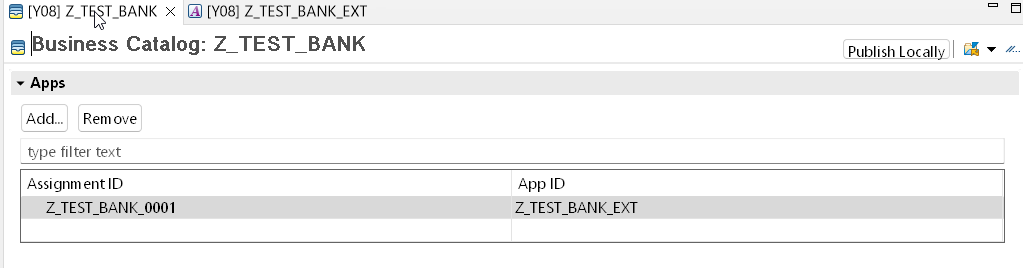 [Y08] Z_TEST_BANK [Y08] Z_TEST_BANK_EXT
Business Catalog: Z_TEST_BANK
Publish Locally
Apps
Add... Remove
type filter text
Assignment ID App ID
Z_TEST_BANK_0001 Z_TEST_BANK_EXT